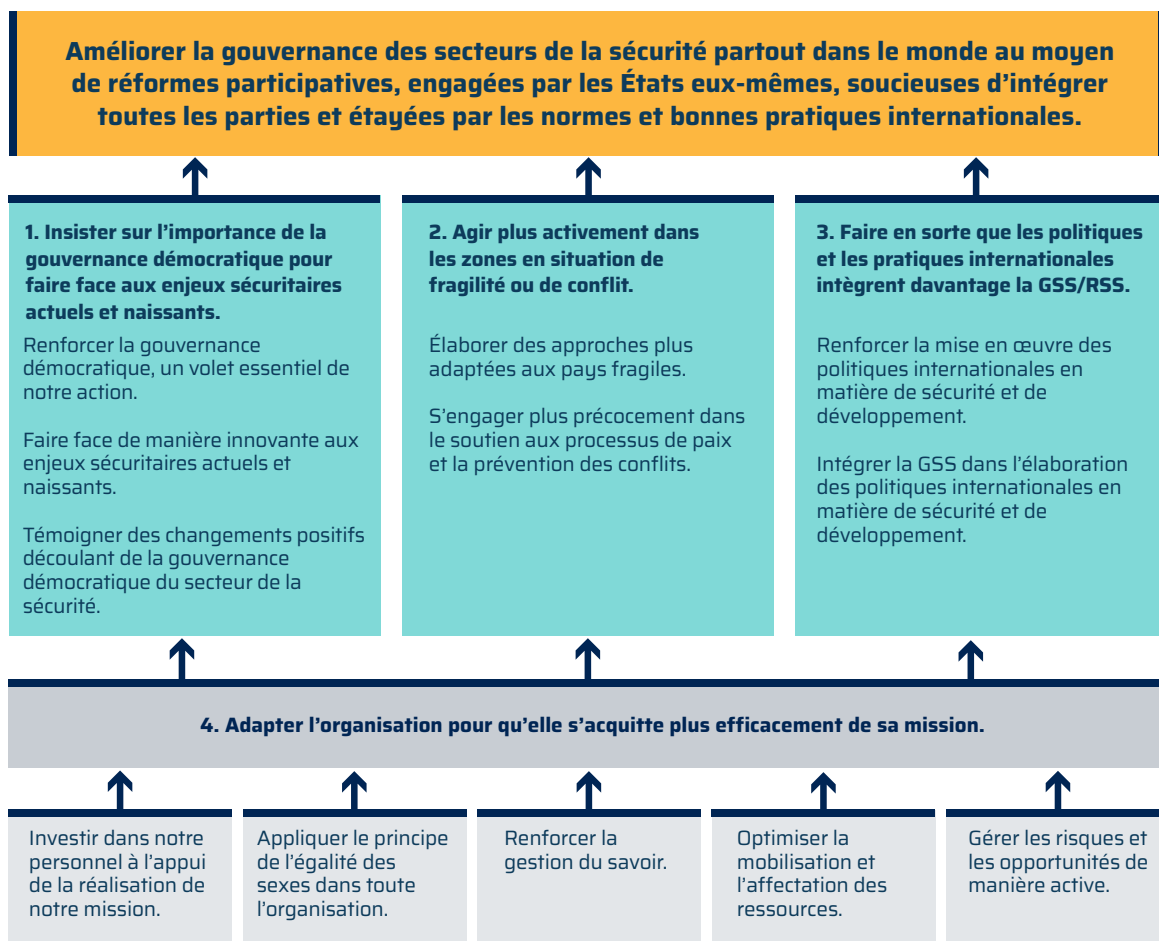 Améliorer la gouvernance des secteurs de la sécurité partout dans le monde au moyen
de réformes participatives, engagées par les États eux-mêmes, soucieuses d'intégrer
toutes les parties et étayées par les normes et bonnes pratiques internationales.
1. Insister sur l'importance de la
gouvernance démocratique pour
faire face aux enjeux sécuritaires
actuels et naissants.
Renforcer la gouvernance
démocratique, un volet essentiel de
notre action.
Faire face de manière innovante aux
enjeux sécuritaires actuels et
naissants.
Témoigner des changements positifs
découlant de la gouvernance
démocratique du secteur de la
sécurité.
2. Agir plus activement dans
les zones en situation de
fragilité ou de conflit.
Élaborer des approches plus
adaptées aux pays fragiles.
S'engager plus précocement dans
le soutien aux processus de paix
et la prévention des conflits.
3. Faire en sorte que les politiques
et les pratiques internationales
intègrent davantage la GSS/RSS.
Renforcer la mise en œuvre des
politiques internationales en
matière de sécurité et de
développement.
Intégrer la GSS dans l'élaboration
des politiques internationales en
matière de sécurité et de
développement.
4. Adapter l'organisation pour qu'elle s'acquitte plus efficacement de sa mission.
Investir dans notre
personnel à l'appui
de la réalisation de
notre mission.
Appliquer le principe
de l'égalité des
sexes dans toute
l'organisation.
Renforcer la
gestion du savoir.
Optimiser la
mobilisation et
l'affectation des
ressources.
Gérer les risques et
les opportunités de
manière active.